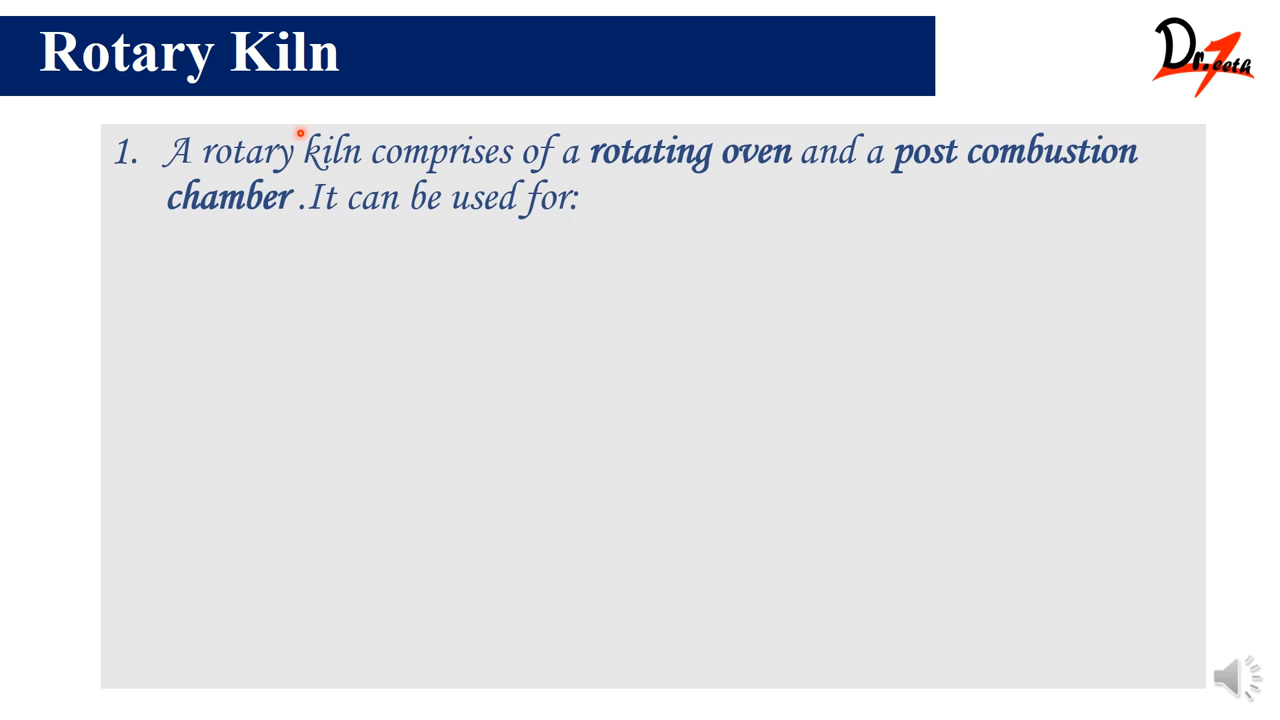 Rotary Kiln
Dr.Teeth
1. A rotary kiln comprises of a rotating oven and a post combustion
chamber .It can be used for: